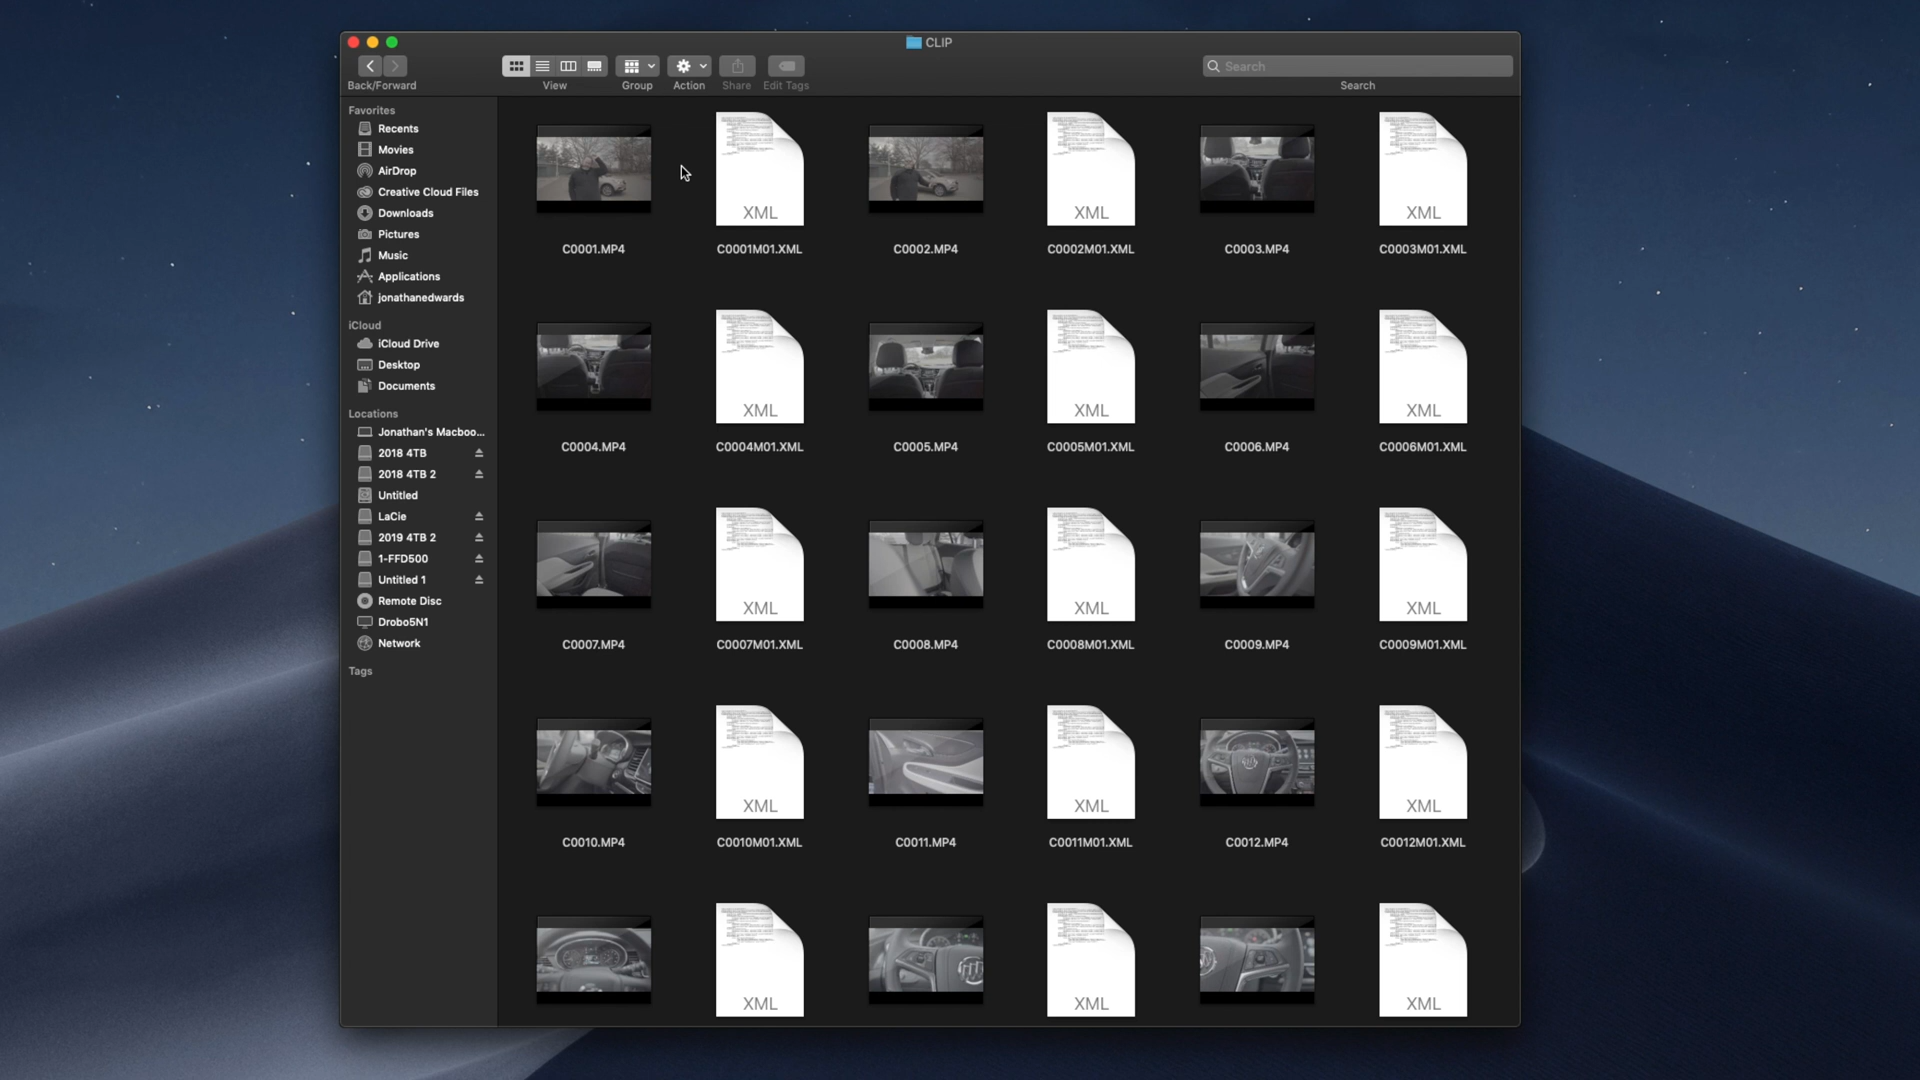 CLIP
Search
Back/Forward
View
Group
Action
Share
Edit Tags
Search
Favorites
Recents
Movies
AirDrop
Creative Cloud Files
Downloads
Pictures
Music
Applications
jonathanedwards
iCloud
iCloud Drive
Desktop
Documents
Locations
Jonathan's Macboo...
2018 4TB
2018 4TB 2
Untitled
LaCie
2019 4TB 2
1-FFD500
Untitled 1
Remote Disc
Drobo5N1
Network
Tags
XML
XML
XML
C0001.MP4
C0001M01.XML
C0002.MP4
C0002M01.XML
C0003.MP4
C0003M01.XML
XML
XML
XML
C0004.MP4
C0004M01.XML
C0005.MP4
C0005M01.XML
C0006.MP4
C0006M01.XML
XML
XML
XML
C0007.MP4
C0007M01.XML
C0008.MP4
C0008M01.XML
C0009.MP4
C0009M01.XML
XML
XML
XML
C0010.MP4
C0010M01.XML
C0011.MP4
C0011M01.XML
C0012.MP4
C0012M01.XML
XML
XML
XML